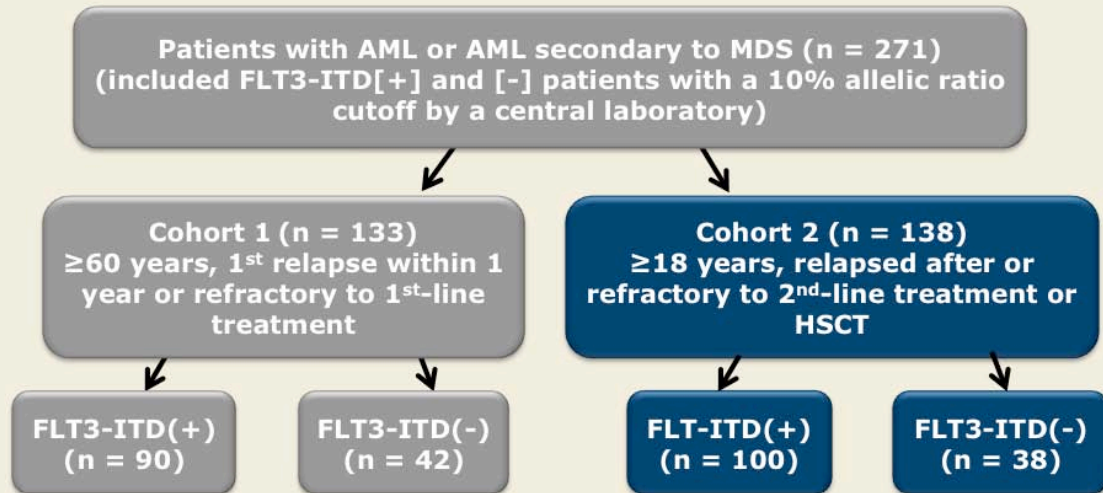 Patients with AML or AML secondary to MDS (n = 271)
(included FLT3-ITD[+] and [-] patients with a 10% allelic ratio
cutoff by a central laboratory)
Cohort 1 (n = 133)
≥60 years, 1st relapse within 1
year or refractory to 1st-line
treatment
Cohort 2 (n = 138)
≥18 years, relapsed after or
refractory to 2nd-line treatment or
HSCT
FLT3-ITD(+)
(n = 90)
FLT3-ITD(-)
(n = 42)
FLT-ITD(+)
(n = 100)
FLT3-ITD(-)
(n = 38)